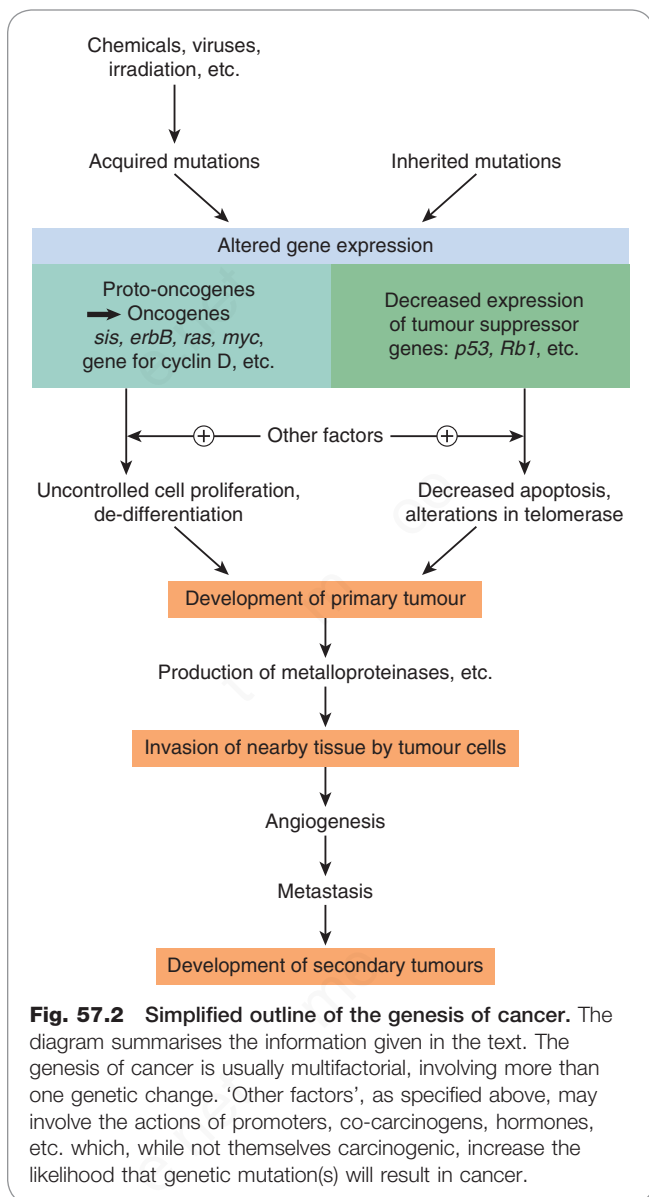 Chemicals, viruses,
irradiation, etc.
Acquired mutations
Inherited mutations
Altered gene expression
Proto-oncogenes
Oncogenes
sis, erbB, ras, myc,
gene for cyclin D, etc.
Decreased expression
of tumour suppressor
genes: p53, Rb1, etc.
+ Other factors +
Uncontrolled cell proliferation,
de-differentiation
Decreased apoptosis,
alterations in telomerase
Development of primary tumour
Production of metalloproteinases, etc.
Invasion of nearby tissue by tumour cells
Angiogenesis
Metastasis
Development of secondary tumours
Fig. 57.2 Simplified outline of the genesis of cancer. The
diagram summarises the information given in the text. The
genesis of cancer is usually multifactorial, involving more than
one genetic change. ‘Other factors’, as specified above, may
involve the actions of promoters, co-carcinogens, hormones,
etc. which, while not themselves carcinogenic, increase the
likelihood that genetic mutation(s) will result in cancer.